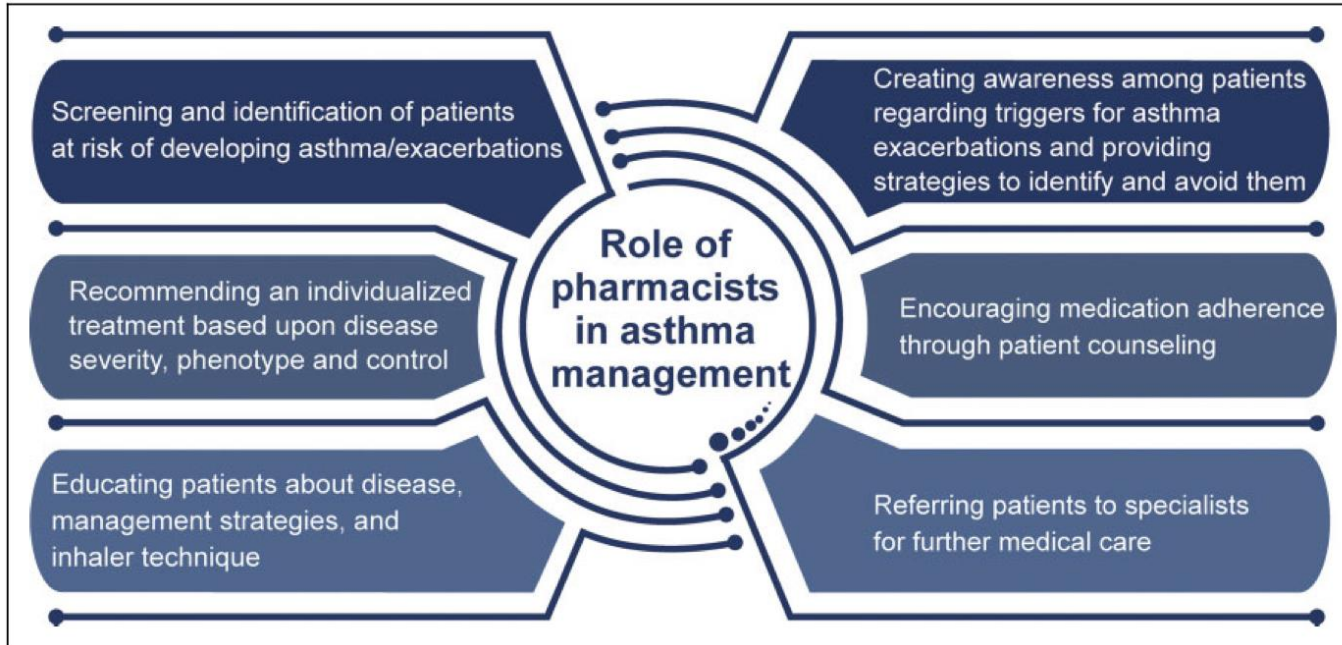 Screening and identification of patients
at risk of developing asthma/exacerbations
Recommending an individualized
treatment based upon disease
severity, phenotype and control
Educating patients about disease,
management strategies, and
inhaler technique
Role of
pharmacists
in asthma
management
Creating awareness among patients
regarding triggers for asthma
exacerbations and providing
strategies to identify and avoid them
Encouraging medication adherence
through patient counseling
Referring patients to specialists
for further medical care